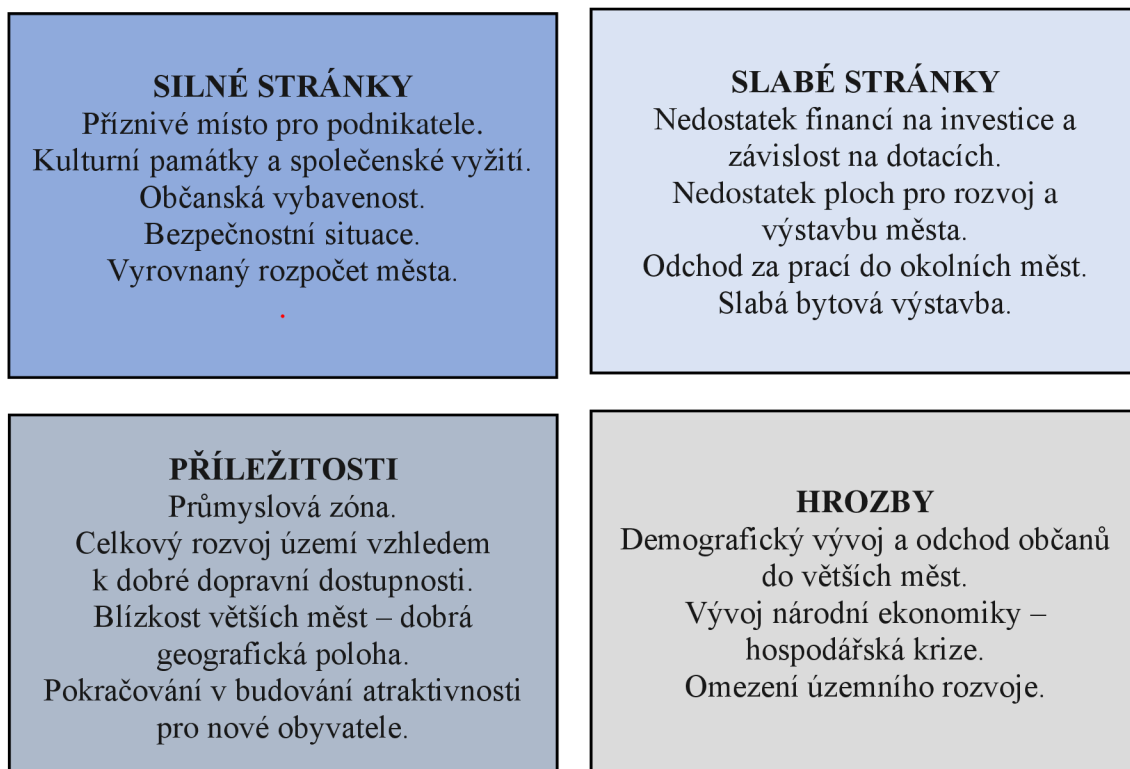 SILNÉ STRÁNKY
Příznivé místo pro podnikatele.
Kulturní památky a společenské vyžití.
Občanská vybavenost.
Bezpečnostní situace.
Vyrovnaný rozpočet města.
.
SLABÉ STRÁNKY
Nedostatek financí na investice a
závislost na dotacích.
Nedostatek ploch pro rozvoj a
výstavbu města.
Odchod za prací do okolních měst.
Slabá bytová výstavba.
PŘÍLEŽITOSTI
Průmyslová zóna.
Celkový rozvoj území vzhledem
k dobré dopravní dostupnosti.
Blízkost větších měst – dobrá
geografická poloha.
Pokračování v budování atraktivnosti
pro nové obyvatele.
HROZBY
Demografický vývoj a odchod občanů
do větších měst.
Vývoj národní ekonomiky –
hospodářská krize.
Omezení územního rozvoje.